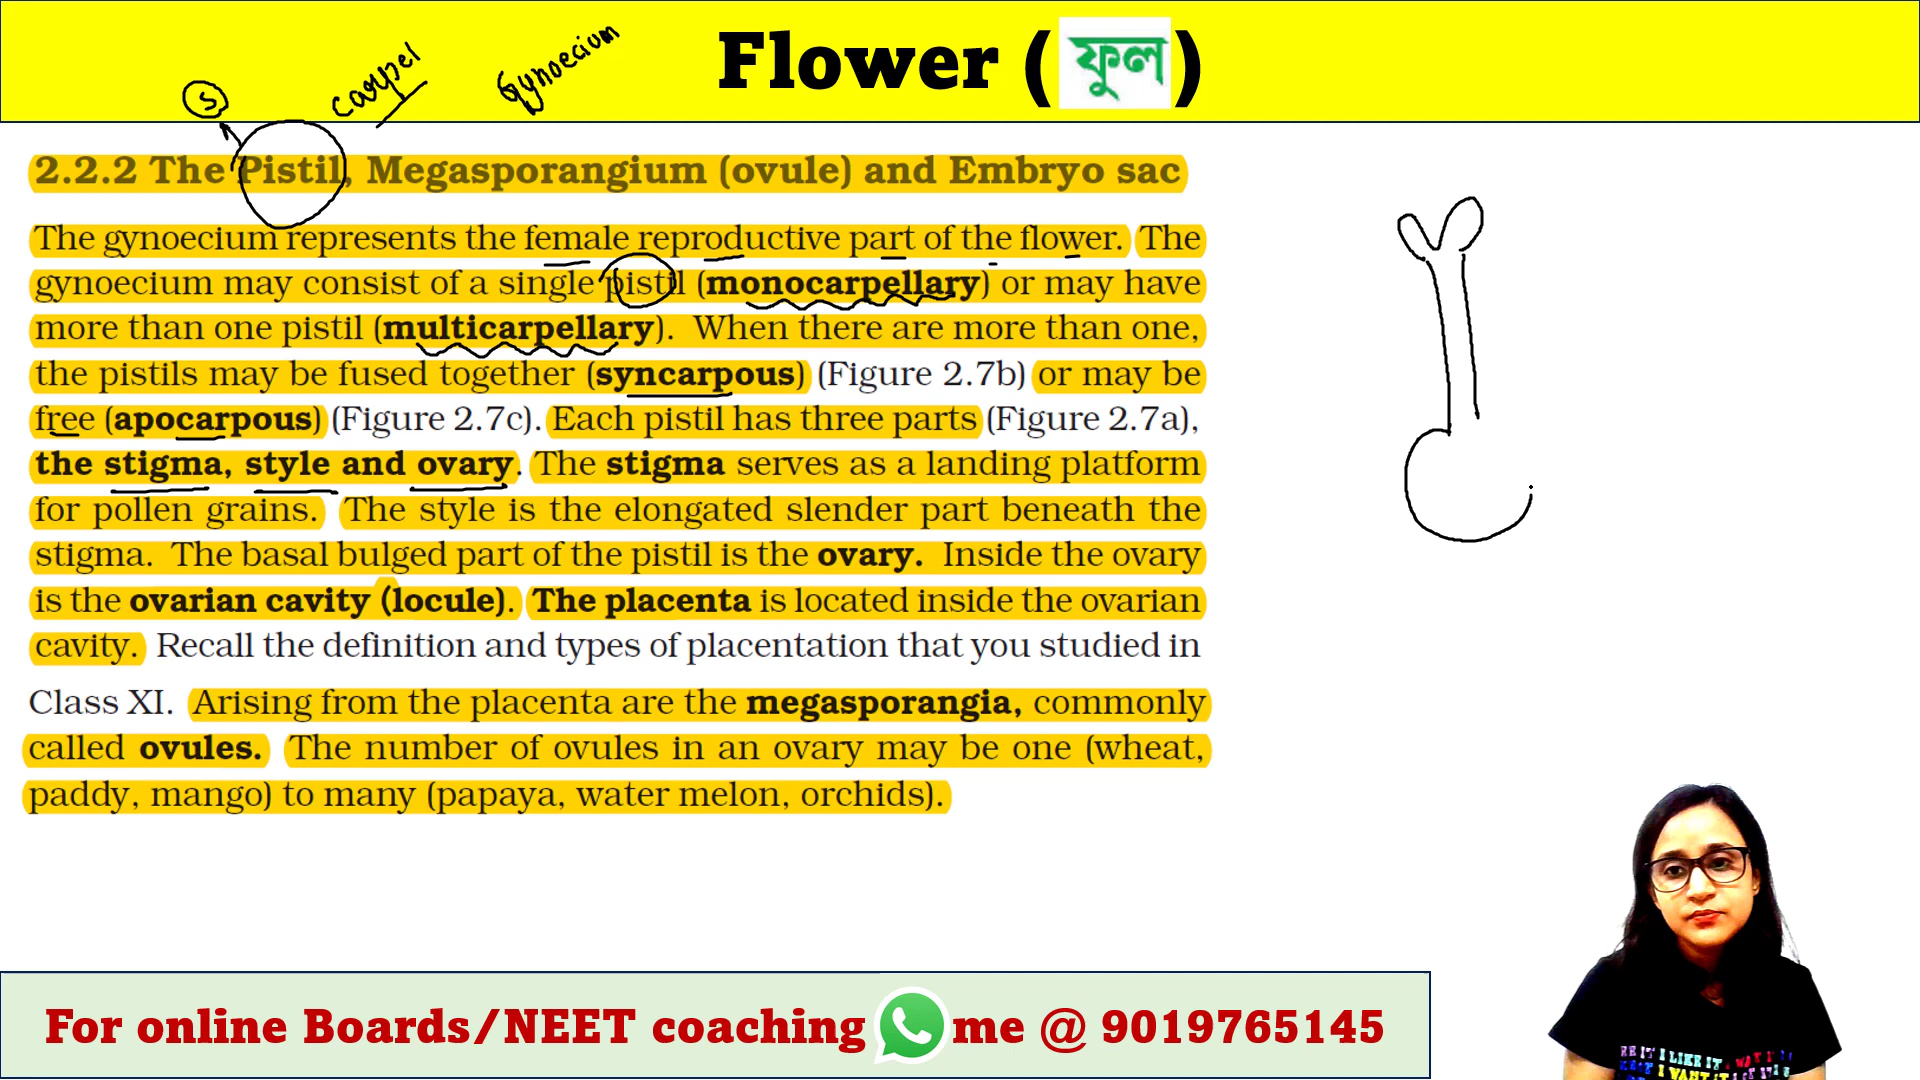 Flower (ফুল)
S
carpel
Gynoecium
2.2.2 The Pistil, Megasporangium (ovule) and Embryo sac
The gynoecium represents the female reproductive part of the flower. The
gynoecium may consist of a single pistil (monocarpellary) or may have
more than one pistil (multicarpellary). When there are more than one,
the pistils may be fused together (syncarpous) (Figure 2.7b) or may be
free (apocarpous) (Figure 2.7c). Each pistil has three parts (Figure 2.7a),
the stigma, style and ovary. The stigma serves as a landing platform
for pollen grains. The style is the elongated slender part beneath the
stigma. The basal bulged part of the pistil is the ovary. Inside the ovary
is the ovarian cavity (locule). The placenta is located inside the ovarian
cavity. Recall the definition and types of placentation that you studied in
Class XI. Arising from the placenta are the megasporangia, commonly
called ovules. The number of ovules in an ovary may be one (wheat,
paddy, mango) to many (papaya, water melon, orchids).
For online Boards/NEET coaching me @ 9019765145